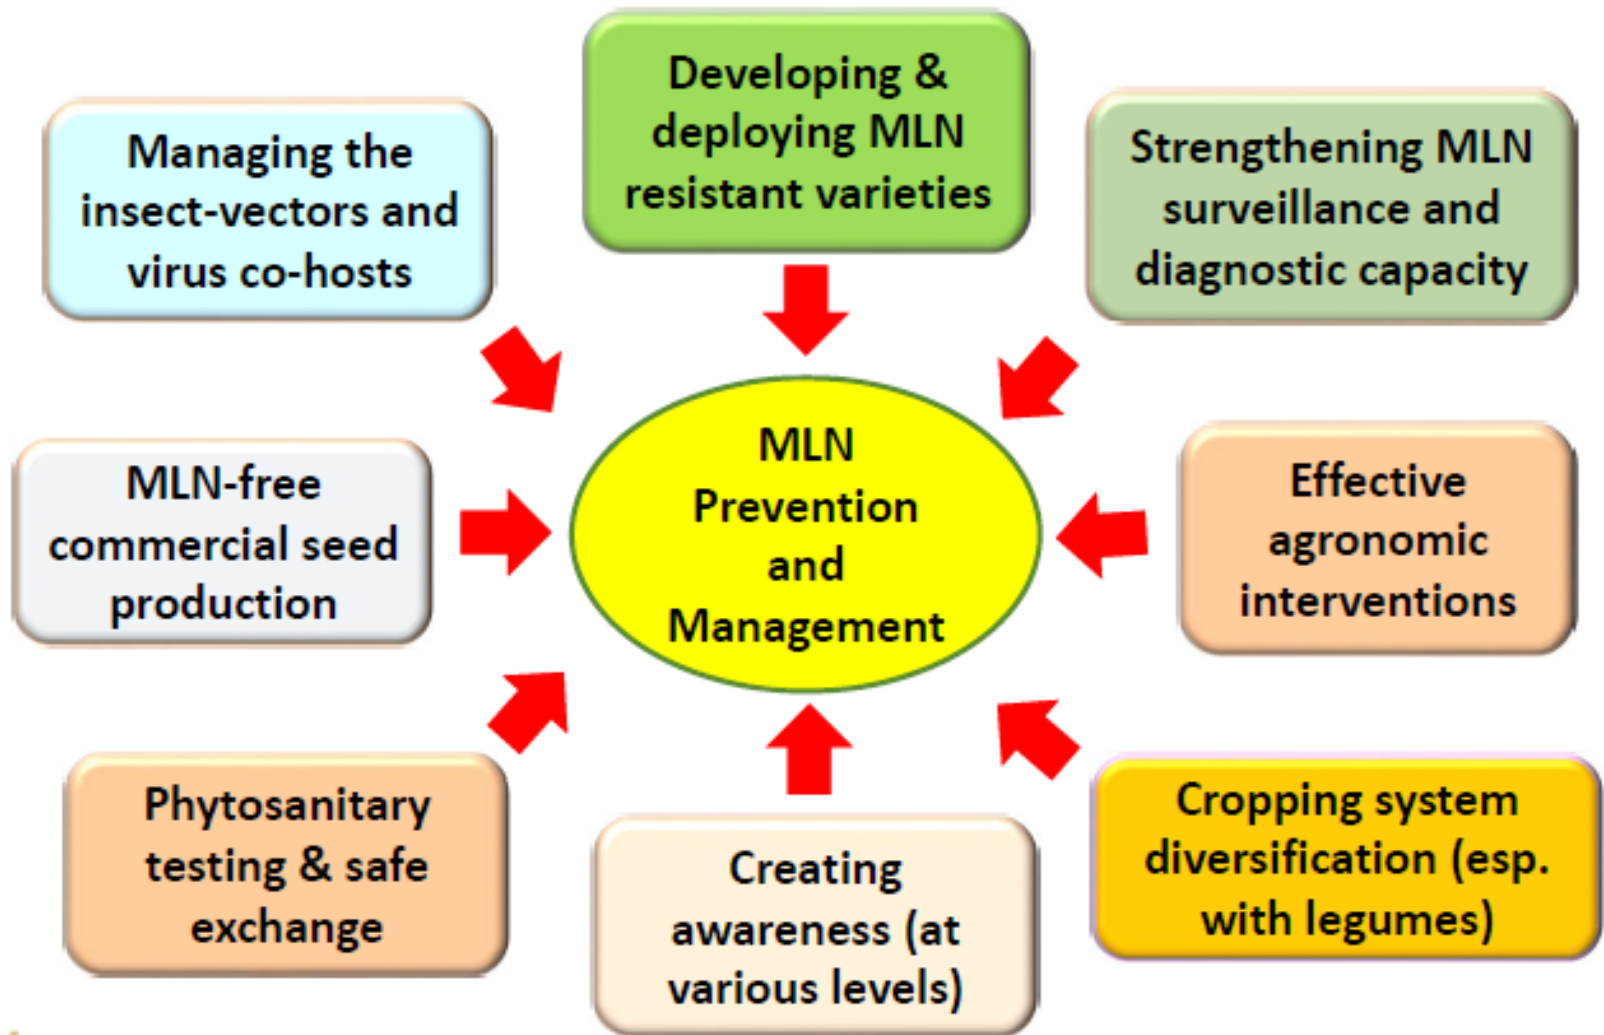 Developing &
deploying MLN
resistant varieties
Managing the
insect-vectors and
virus co-hosts
Strengthening MLN
surveillance and
diagnostic capacity
MLN
Prevention
and
Management
MLN-free
commercial seed
production
Effective
agronomic
interventions
Phytosanitary
testing & safe
exchange
Creating
awareness (at
various levels)
Cropping system
diversification (esp.
with legumes)